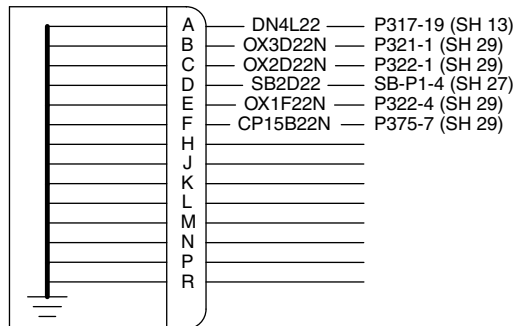 A DN4L22 P317-19 (SH 13)
B OX3D22N P321-1 (SH 29)
C OX2D22N P322-1 (SH 29)
D SB2D22 SB-P1-4 (SH 27)
E OX1F22N P322-4 (SH 29)
F CP15B22N P375-7 (SH 29)
H
J
K
L
M
N
P
R